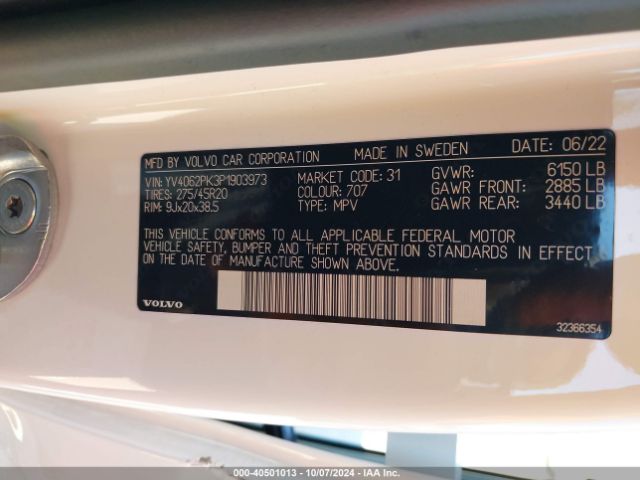 MFD BY VOLVO CAR CORPORATION MADE IN SWEDEN DATE: 06/22
VIN: YV4062PK3P1903973 MARKET CODE: 31 GVWR: 6150 LB
TIRES: 275/45R20 COLOUR: 707 GAWR FRONT: 2885 LB
RIM: 9Jx20x38.5 TYPE: MPV GAWR REAR: 3440 LB
THIS VEHICLE CONFORMS TO ALL APPLICABLE FEDERAL MOTOR
VEHICLE SAFETY, BUMPER AND THEFT PREVENTION STANDARDS IN EFFECT
ON THE DATE OF MANUFACTURE SHOWN ABOVE.
VOLVO
32366354
000-40501013 - 10/07/2024 - IAA Inc.